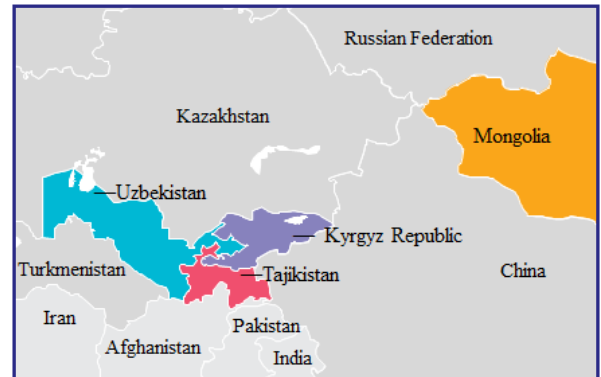 Russian Federation
Kazakhstan
Mongolia
Uzbekistan
Kyrgyz Republic
Turkmenistan
Tajikistan
China
Iran
Pakistan
Afghanistan
India